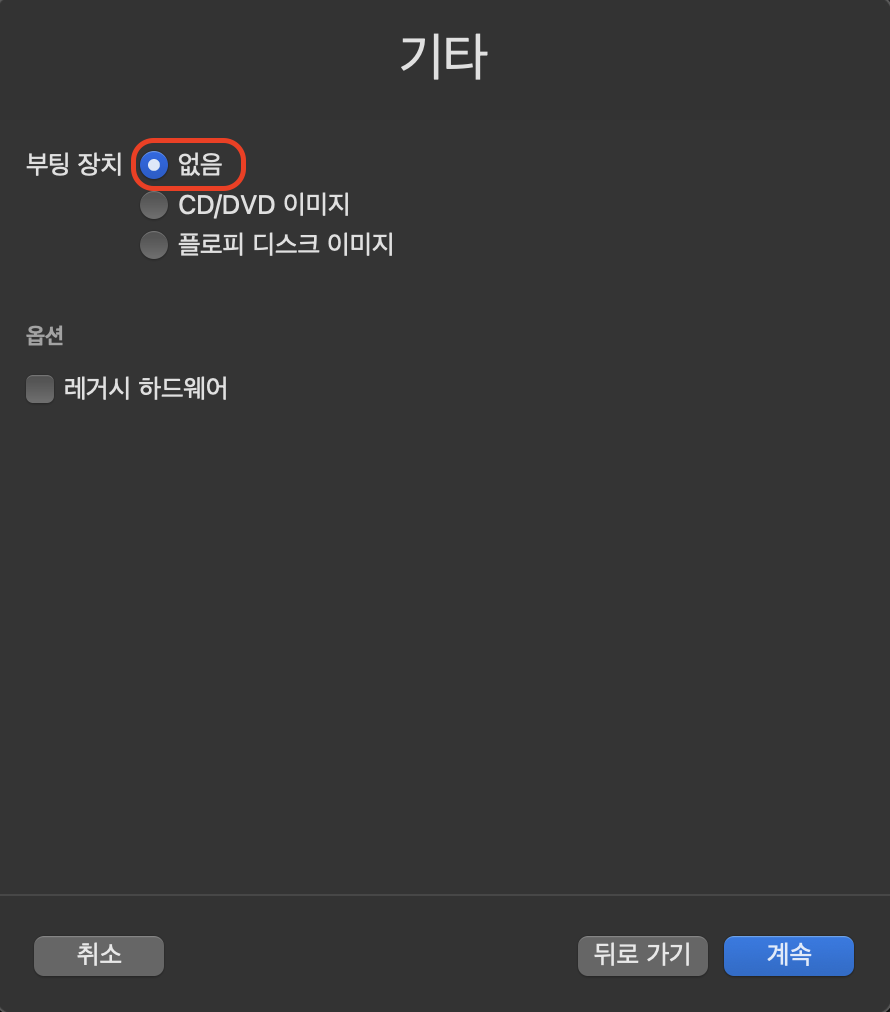 기타
부팅 장치 없음
CD/DVD 이미지
플로피 디스크 이미지
옵션
레거시 하드웨어
취소 뒤로 가기 계속